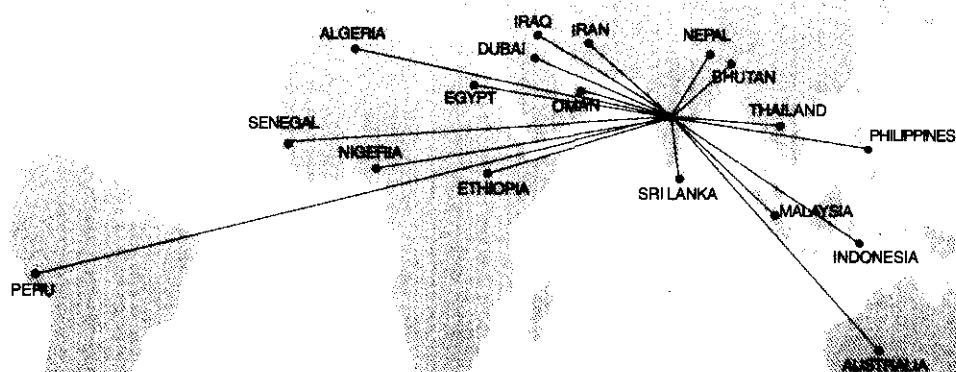 IRAQ
IRAN
ALGERIA
NEPAL
DUBAI
BHUTAN
EGYPT
OMAN
THAILAND
SENEGAL
PHILIPPINES
NIGERIA
ETHIOPIA
SRI LANKA
MALAYSIA
INDONESIA
PERU
AUSTRALIA